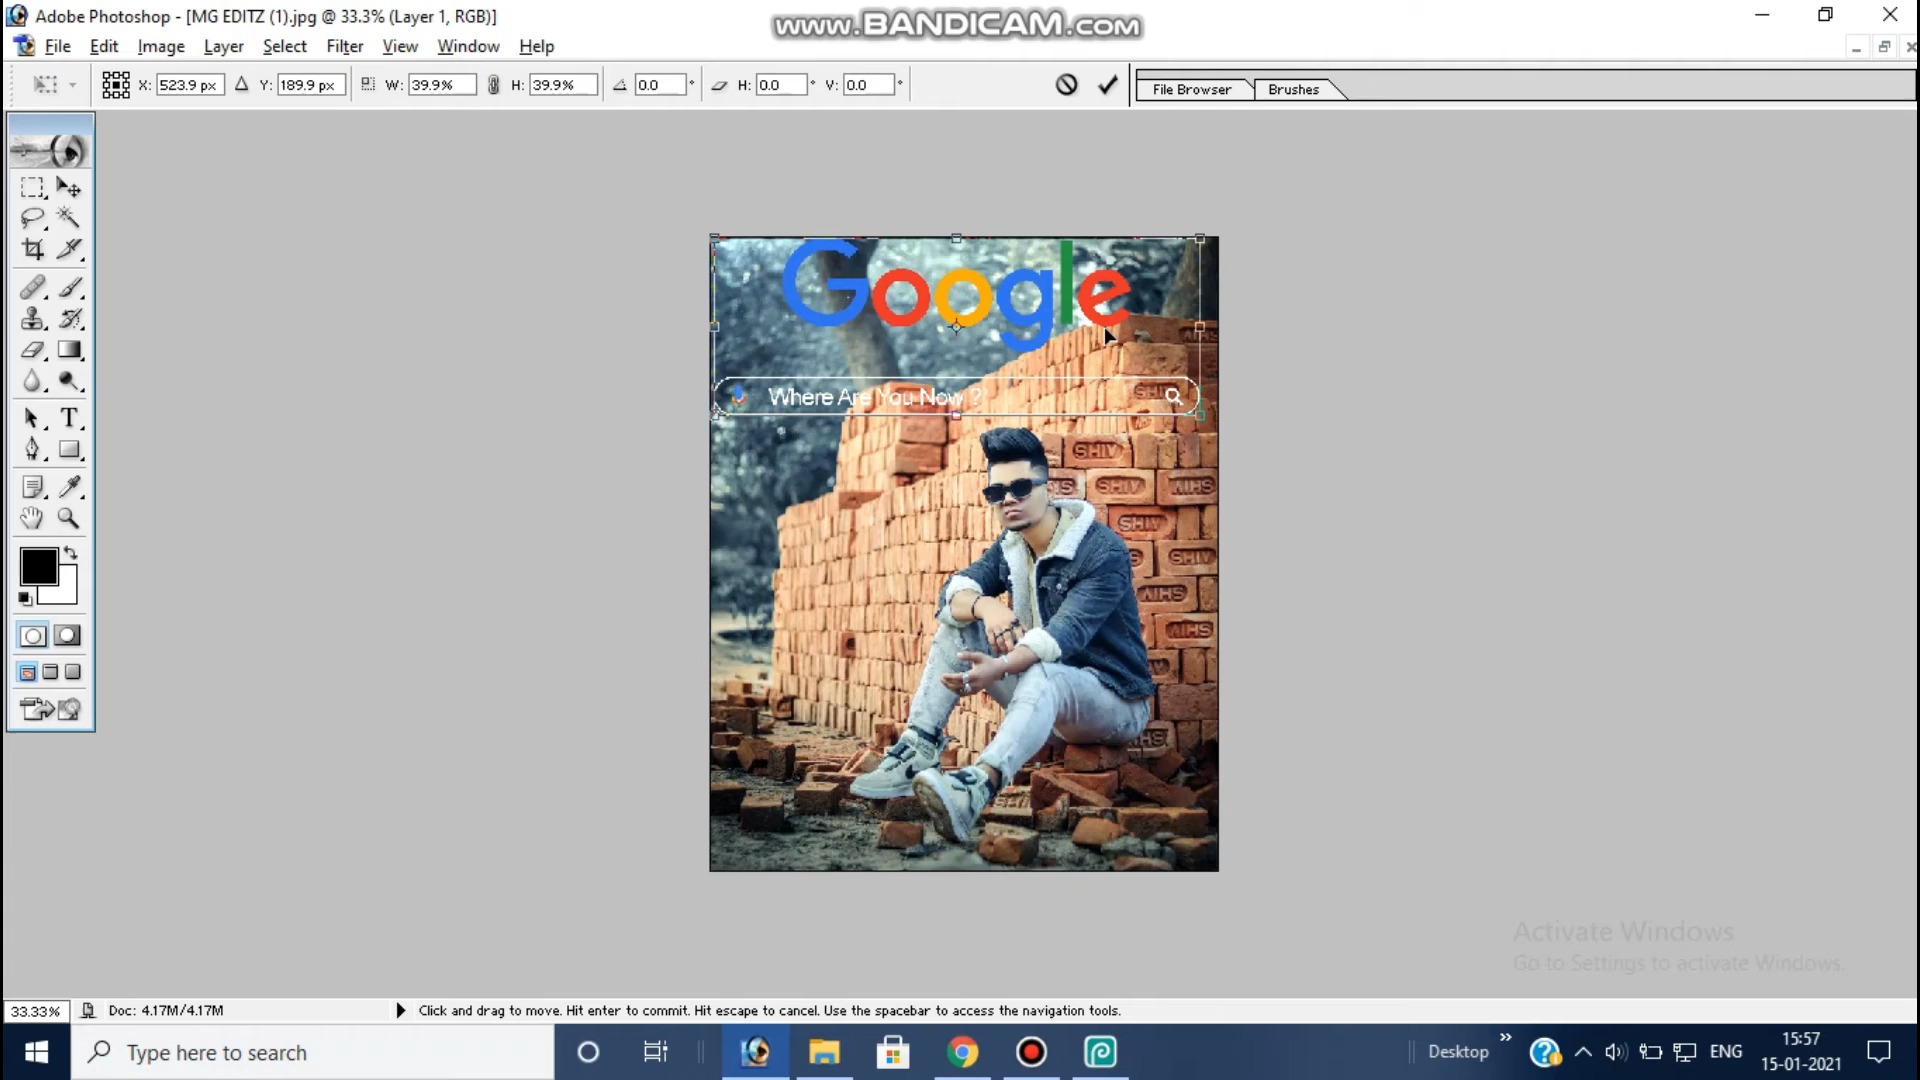 Adobe Photoshop - [MG EDITZ (1).jpg @ 33.3% (Layer 1, RGB)]
www.BANDICAM.com
File Edit Image Layer Select Filter View Window Help
X: 523.9 px Y: 189.9 px W: 39.9% H: 39.9% 0.0 ° H: 0.0 ° V: 0.0 °
File Browser Brushes
Google
Where Are You Now ?
SHIV
SHIV SHIV
SHIV
Activate Windows
Go to Settings to activate Windows.
33.33% Doc: 4.17M/4.17M Click and drag to move. Hit enter to commit. Hit escape to cancel. Use the spacebar to access the navigation tools.
Type here to search
Desktop
ENG
15:57
15-01-2021